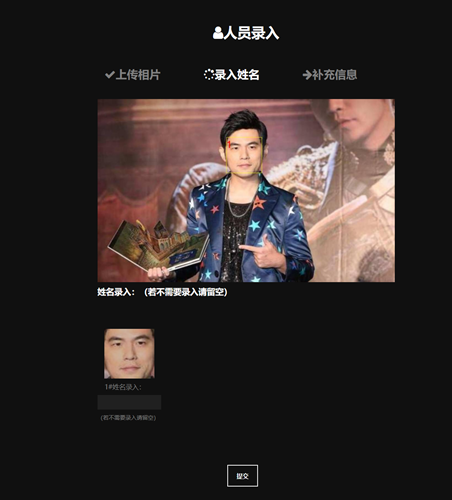 人员录入
上传相片
录入姓名
补充信息
姓名录入： （若不需要录入请留空）
1#姓名录入：
（若不需要录入请留空）
提交